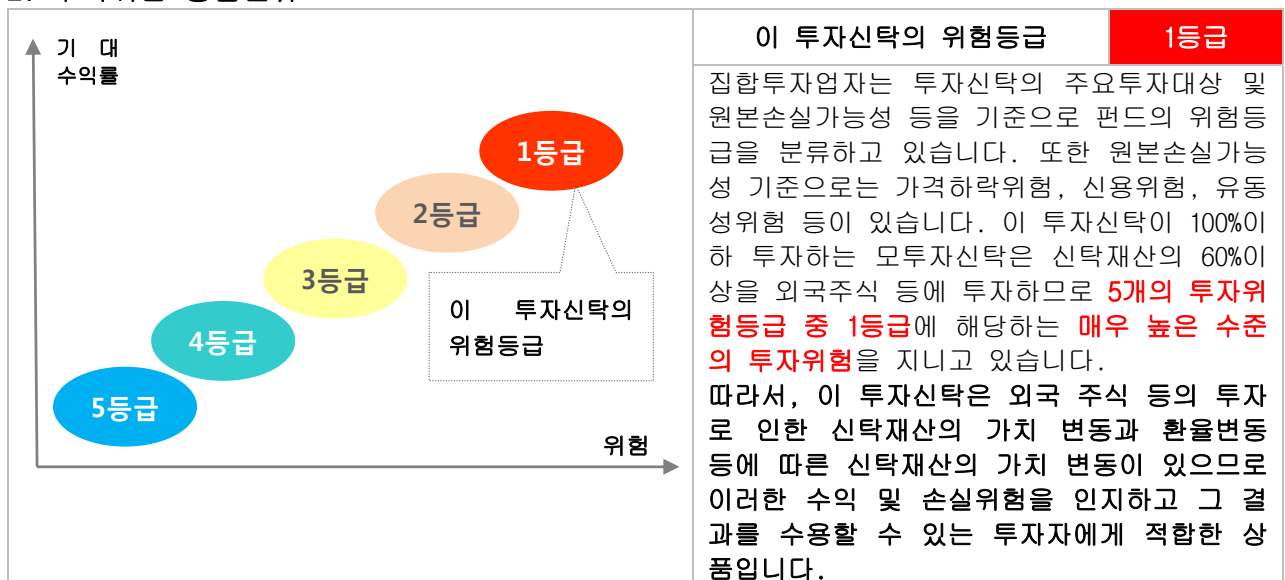 기 대
수익률
1등급
2등급
3등급
이 투자신탁의
위험등급
4등급
5등급
위험
이 투자신탁의 위험등급
1등급
집합투자업자는 투자신탁의 주요투자대상 및
원본손실가능성 등을 기준으로 펀드의 위험등
급을 분류하고 있습니다. 또한 원본손실가능
성 기준으로는 가격하락위험, 신용위험, 유동
성위험 등이 있습니다. 이 투자신탁이 100%이
하 투자하는 모투자신탁은 신탁재산의 60%이
상을 외국주식 등에 투자하므로 5개의 투자위
험등급 중 1등급에 해당하는 매우 높은 수준
의 투자위험을 지니고 있습니다.
따라서, 이 투자신탁은 외국 주식 등의 투자
로 인한 신탁재산의 가치 변동과 환율변동
등에 따른 신탁재산의 가치 변동이 있으므로
이러한 수익 및 손실위험을 인지하고 그 결
과를 수용할 수 있는 투자자에게 적합한 상
품입니다.